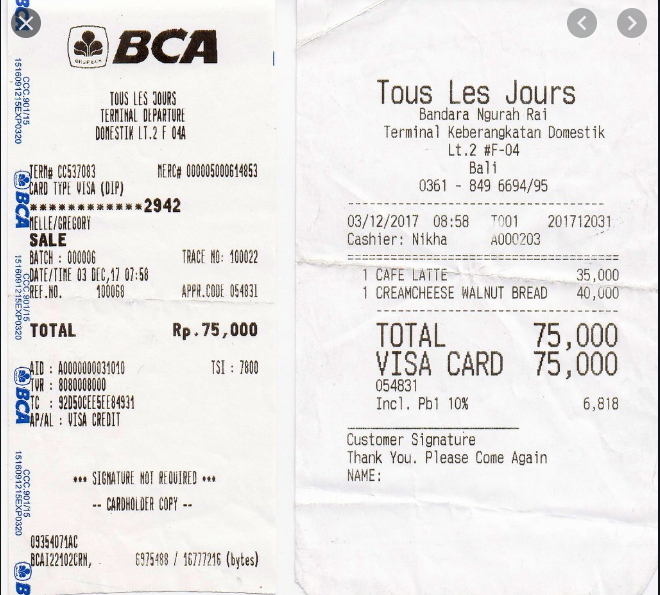 BCA
TOUS LES JOURS
TERMINAL DEPARTURE
DOMESTIK LT.2 F 04A
TERM# CC537083 MERC# 000005000614853
CARD TYPE VISA (DIP)
************2942
MELLE/GREGORY
SALE
BATCH : 000006 TRACE NO: 100022
DATE/TIME 03 DEC,17 07:58
REF.NO. 100068 APPR.CODE 054831
TOTAL Rp.75,000
AID : A0000000031010 TSI : 7800
TVR : 8080008000
TC : 92D50CEE5FE84931
AP/AL : VISA CREDIT
*** SIGNATURE NOT REQUIRED ***
-- CARDHOLDER COPY --
09354071AC
BCAI22102CRN, 6975488 / 16777216 (bytes)
Tous Les Jours
Bandara Ngurah Rai
Terminal Keberangkatan Domestik
Lt.2 #F-04
Bali
0361 - 849 6694/95
03/12/2017 08:58 T001 201712031
Cashier: Nikha A000203
1 CAFE LATTE 35,000
1 CREAMCHEESE WALNUT BREAD 40,000
TOTAL 75,000
VISA CARD 75,000
054831
Incl. Pb1 10% 6,818
Customer Signature
Thank You. Please Come Again
NAME: